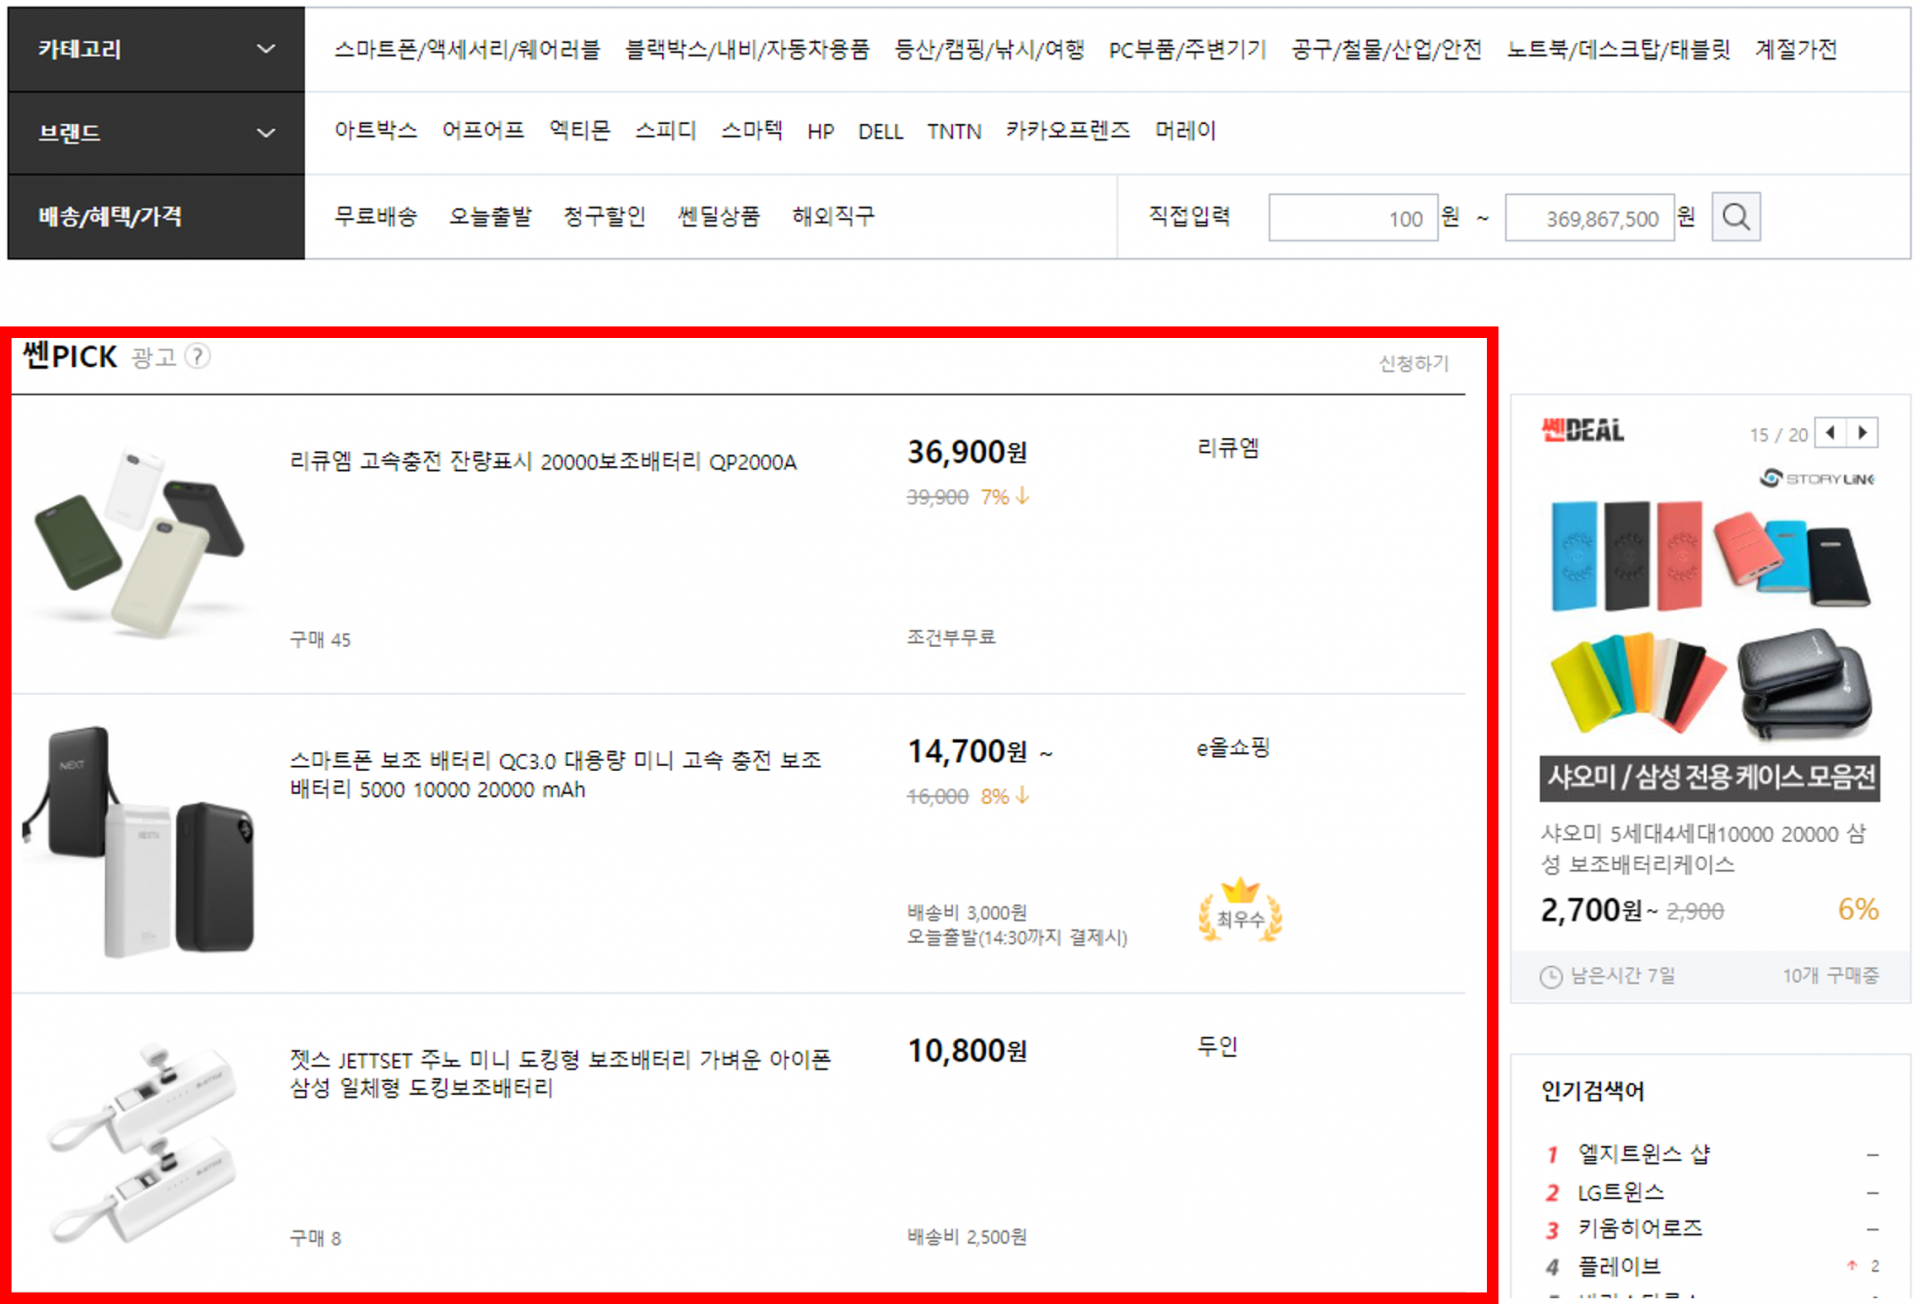 카테고리
스마트폰/액세서리/웨어러블 블랙박스/내비/자동차용품 등산/캠핑/낚시/여행 PC부품/주변기기 공구/철물/산업/안전 노트북/데스크탑/태블릿 계절가전
브랜드
아트박스 어프어프 엑티몬 스피디 스마텍 HP DELL TNTN 카카오프렌즈 머레이
배송/혜택/가격
무료배송 오늘출발 청구할인 쎈딜상품 해외직구
직접입력 100 원 ~ 369,867,500 원
쎈PICK 광고 ?
신청하기
리큐엠 고속충전 잔량표시 20000보조배터리 QP2000A
구매 45
36,900원
39,900 7%↓
조건부무료
리큐엠
NEXT
스마트폰 보조 배터리 QC3.0 대용량 미니 고속 충전 보조
배터리 5000 10000 20000 mAh
14,700원 ~
16,000 8%↓
배송비 3,000원
오늘출발(14:30까지 결제시)
e올쇼핑
최우수
젯스 JETTSET 주노 미니 도킹형 보조배터리 가벼운 아이폰
삼성 일체형 도킹보조배터리
구매 8
10,800원
배송비 2,500원
두인
쎈DEAL
15 / 20
STORYLiNK
샤오미 / 삼성 전용 케이스 모음전
샤오미 5세대4세대10000 20000 삼
성 보조배터리케이스
2,700원~ 2,900 6%
남은시간 7일 10개 구매중
인기검색어
1 엘지트윈스 샵 –
2 LG트윈스 –
3 키움히어로즈 –
4 플레이브 ↑ 2